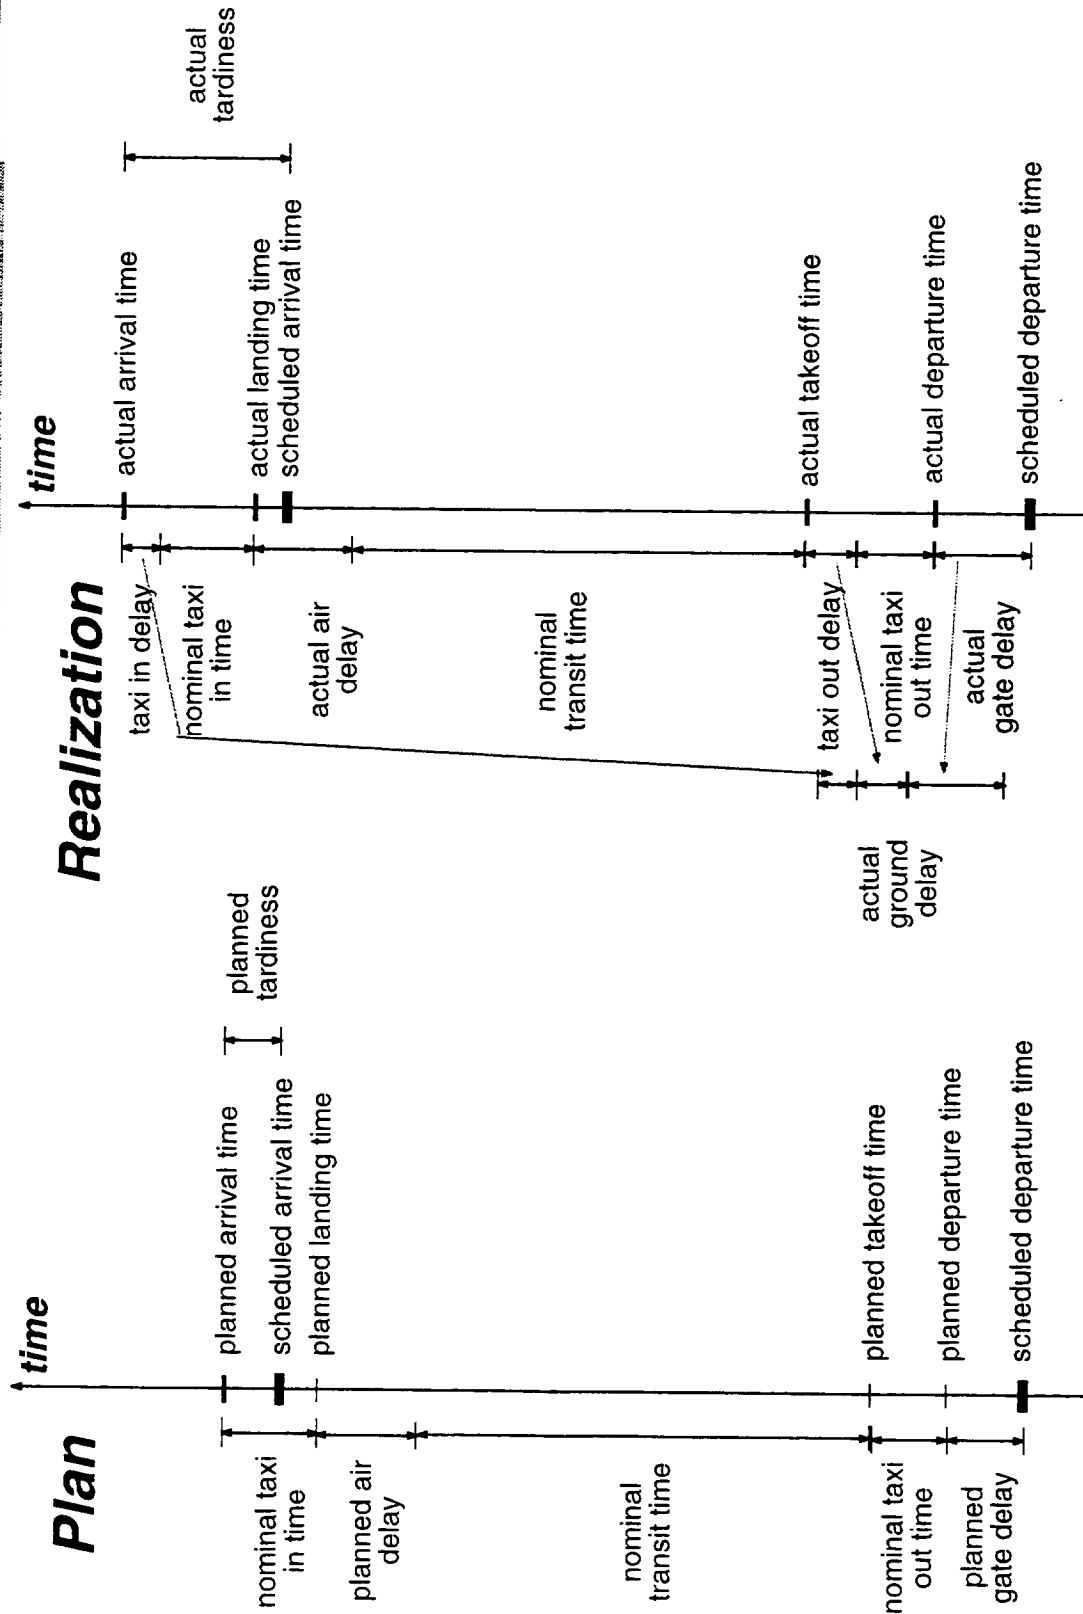 Plan
time
planned arrival time
scheduled arrival time
planned landing time
planned takeoff time
planned departure time
scheduled departure time
planned
tardiness
nominal taxi
in time
planned air
delay
nominal
transit time
nominal taxi
out time
planned
gate delay
Realization
time
actual arrival time
actual landing time
scheduled arrival time
actual takeoff time
actual departure time
scheduled departure time
actual
tardiness
taxi in delay
nominal taxi
in time
actual air
delay
nominal
transit time
taxi out delay
nominal taxi
out time
actual
gate delay
actual
ground
delay